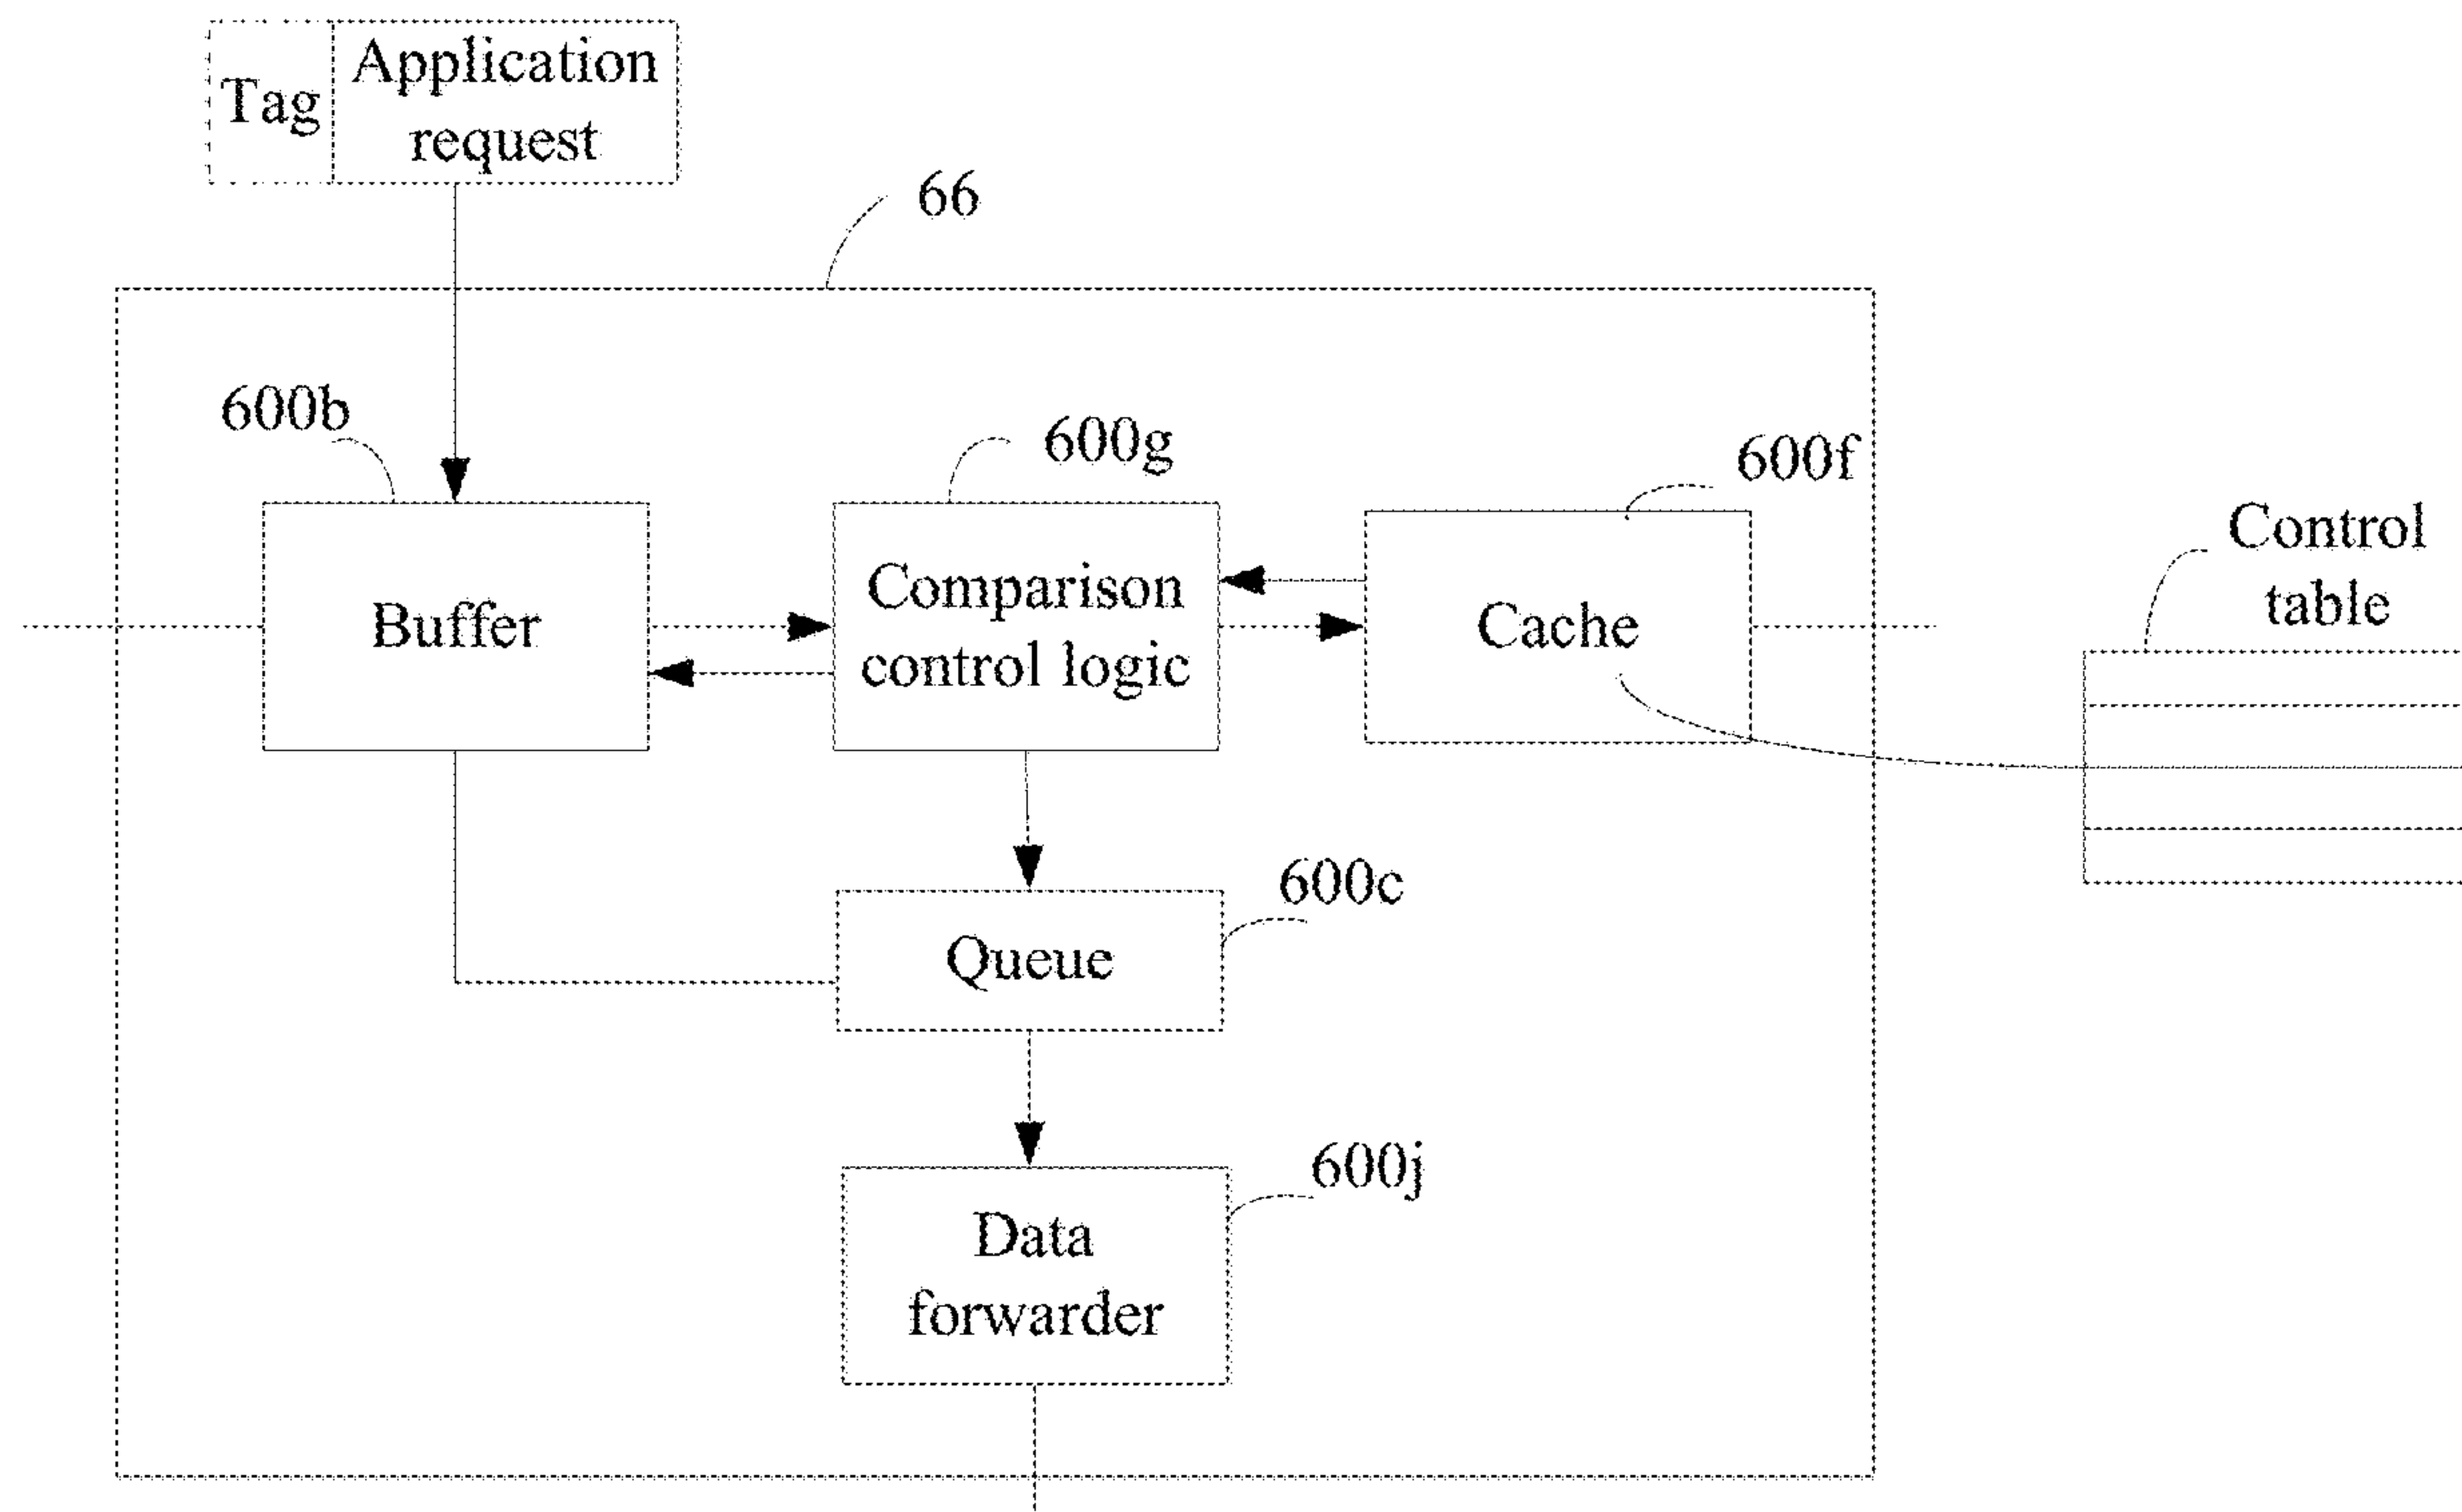 Tag
Application
request
66
600b
600g
600f
Control
table
Buffer
Comparison
control logic
Cache
600c
Queue
600j
Data
forwarder